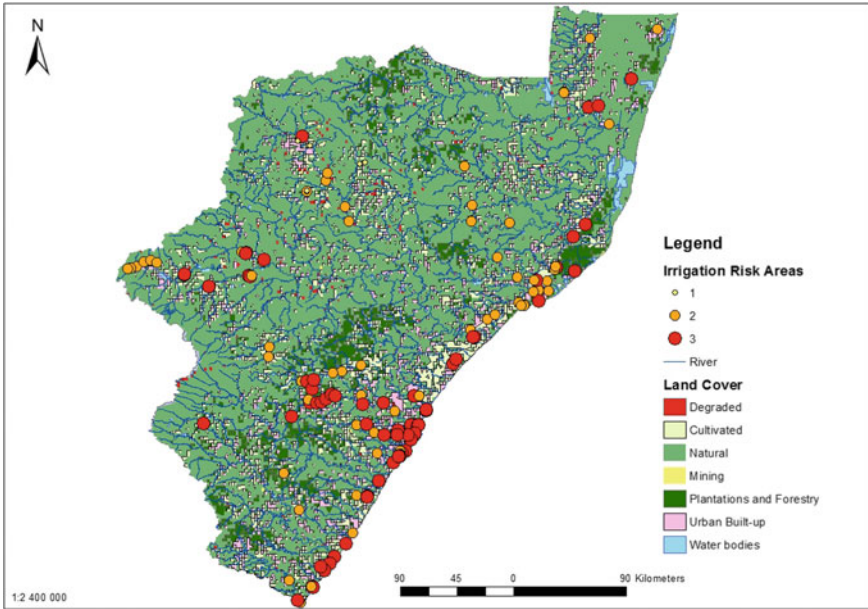 N
Legend
Irrigation Risk Areas
1
2
3
River
Land Cover
Degraded
Cultivated
Natural
Mining
Plantations and Forestry
Urban Built-up
Water bodies
1:2 400 000
90 45 0 90 Kilometers